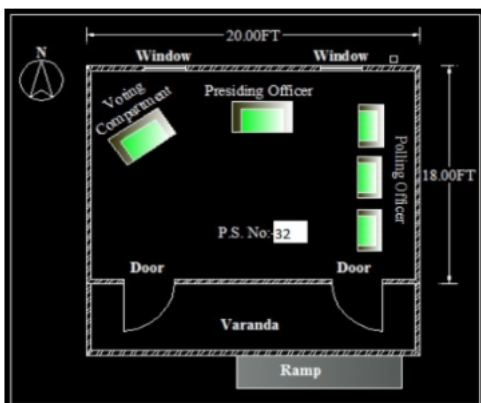 20.00FT
N
Window
Window
Voting
Compartment
Presiding Officer
Polling Officer
18.00FT
P.S. No:-32
Door
Door
Varanda
Ramp